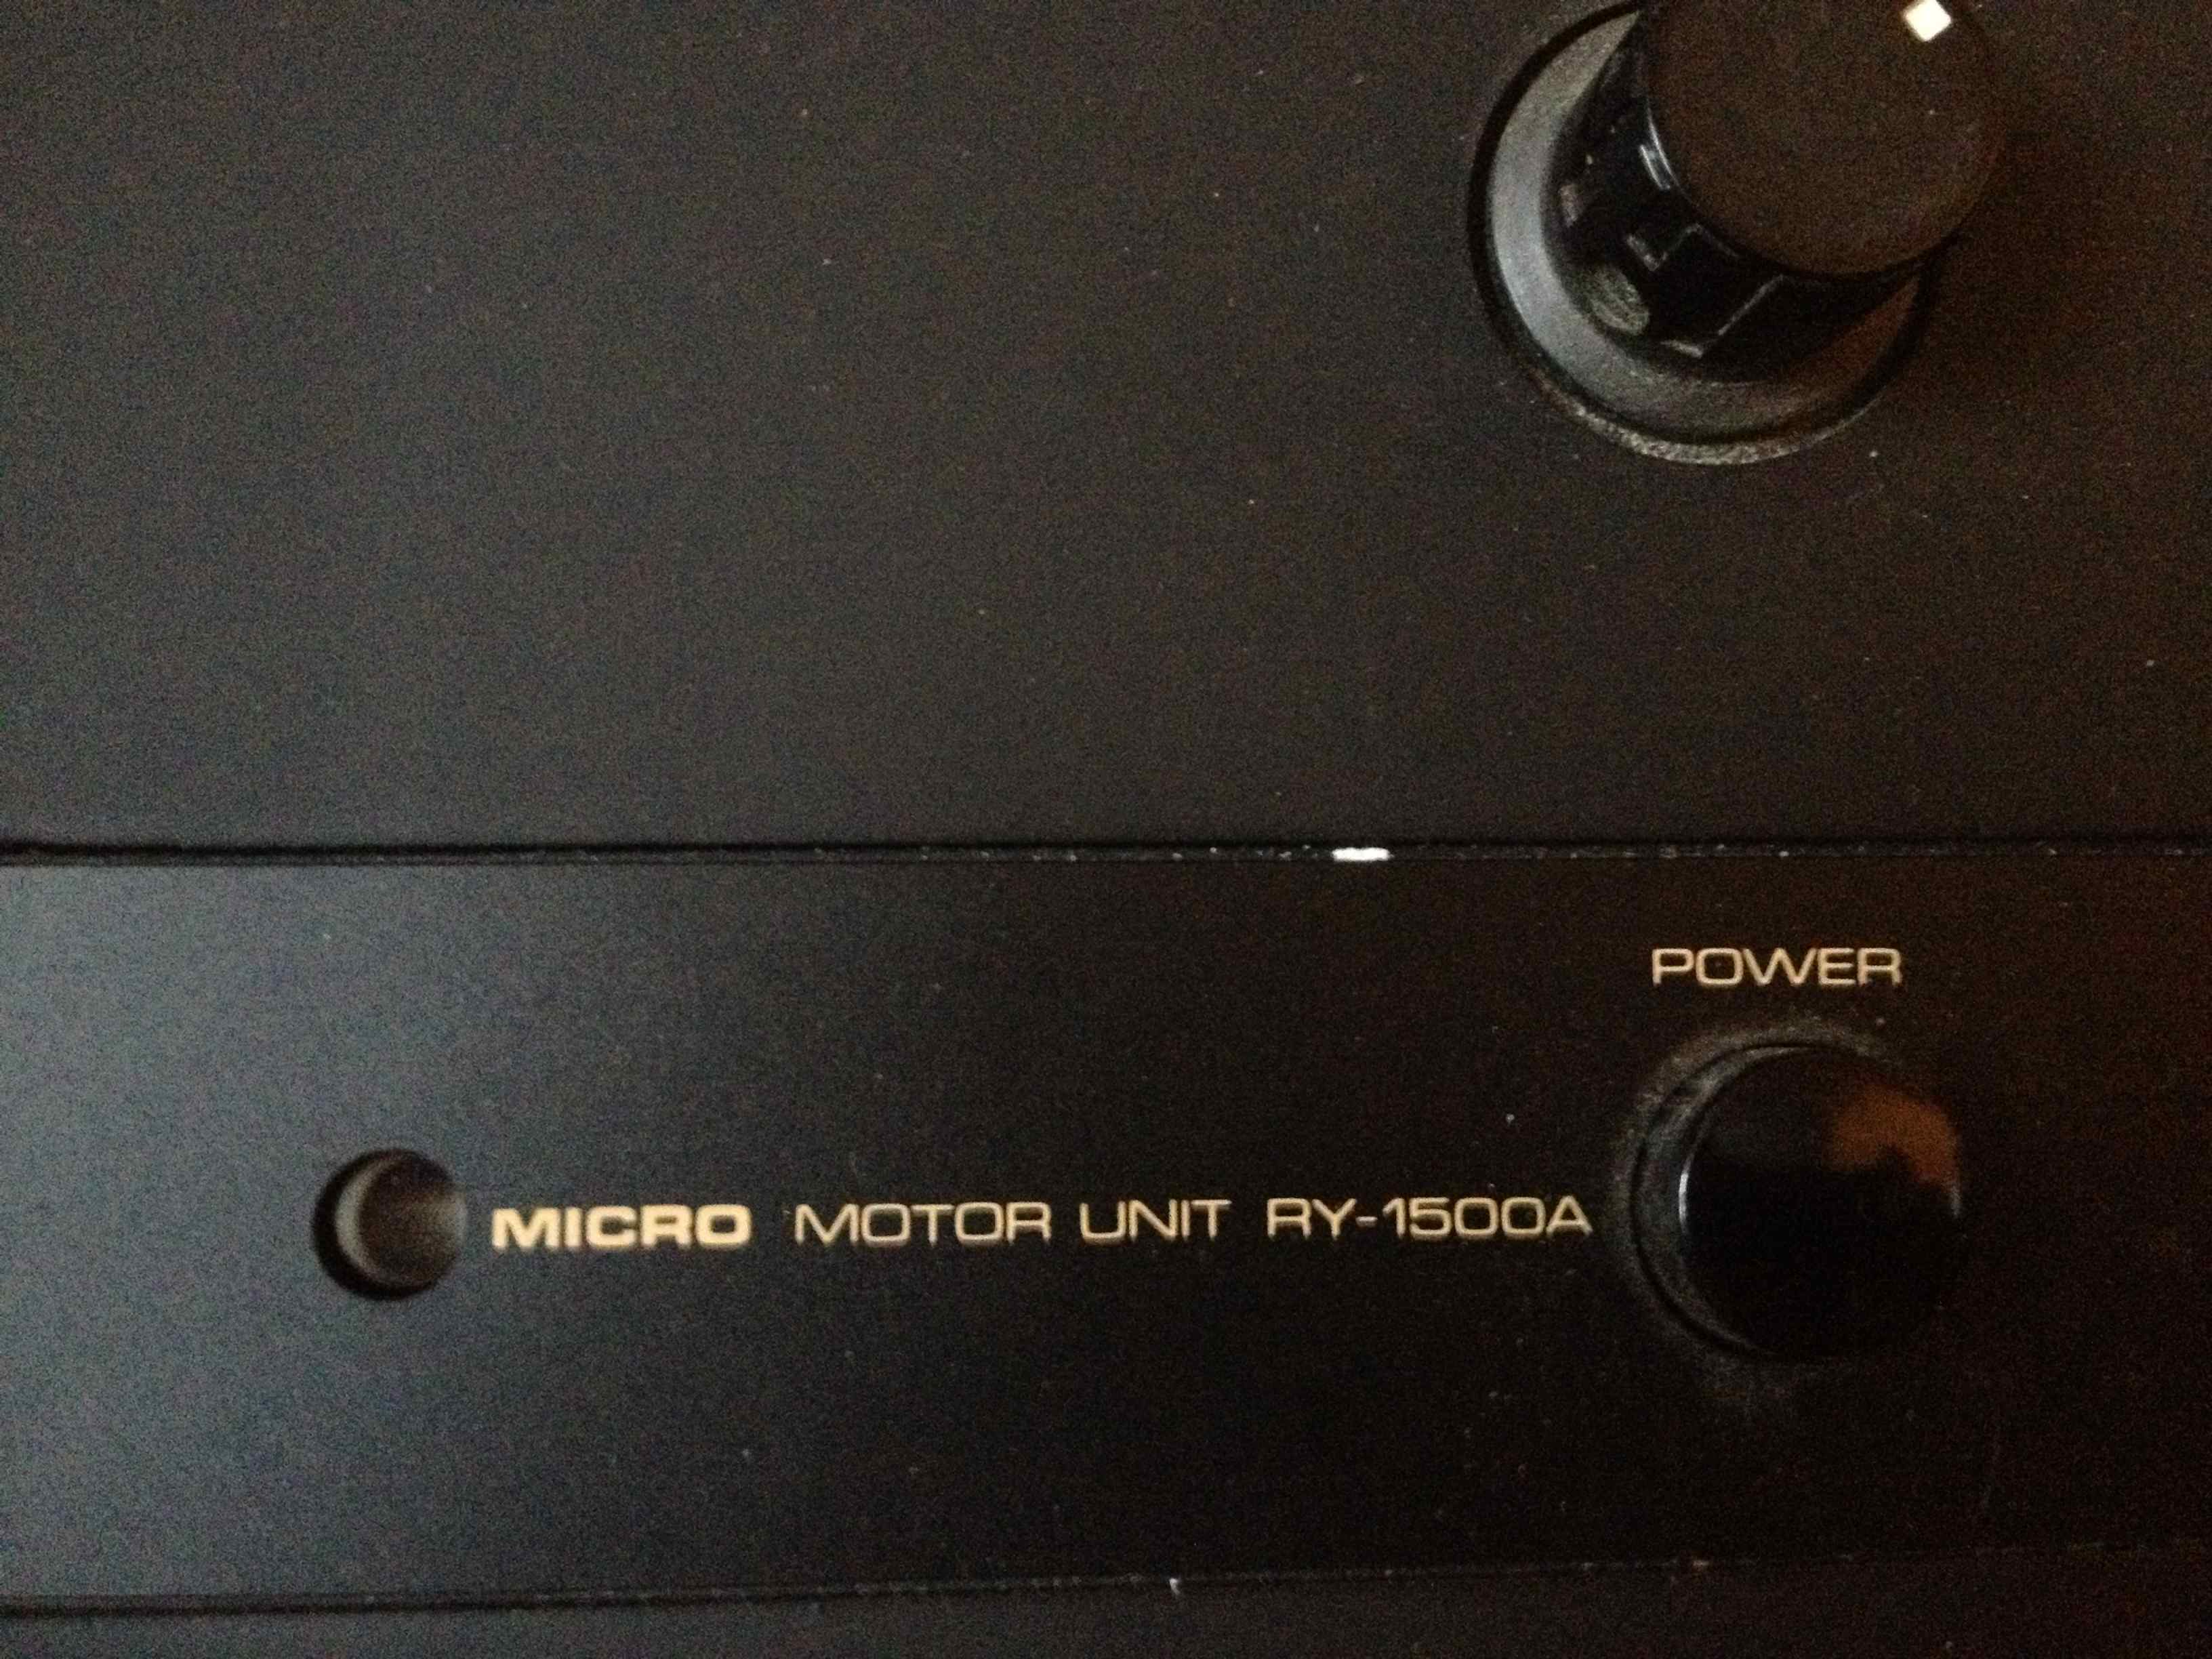 POWER
MICRO MOTOR UNIT RY-1500A